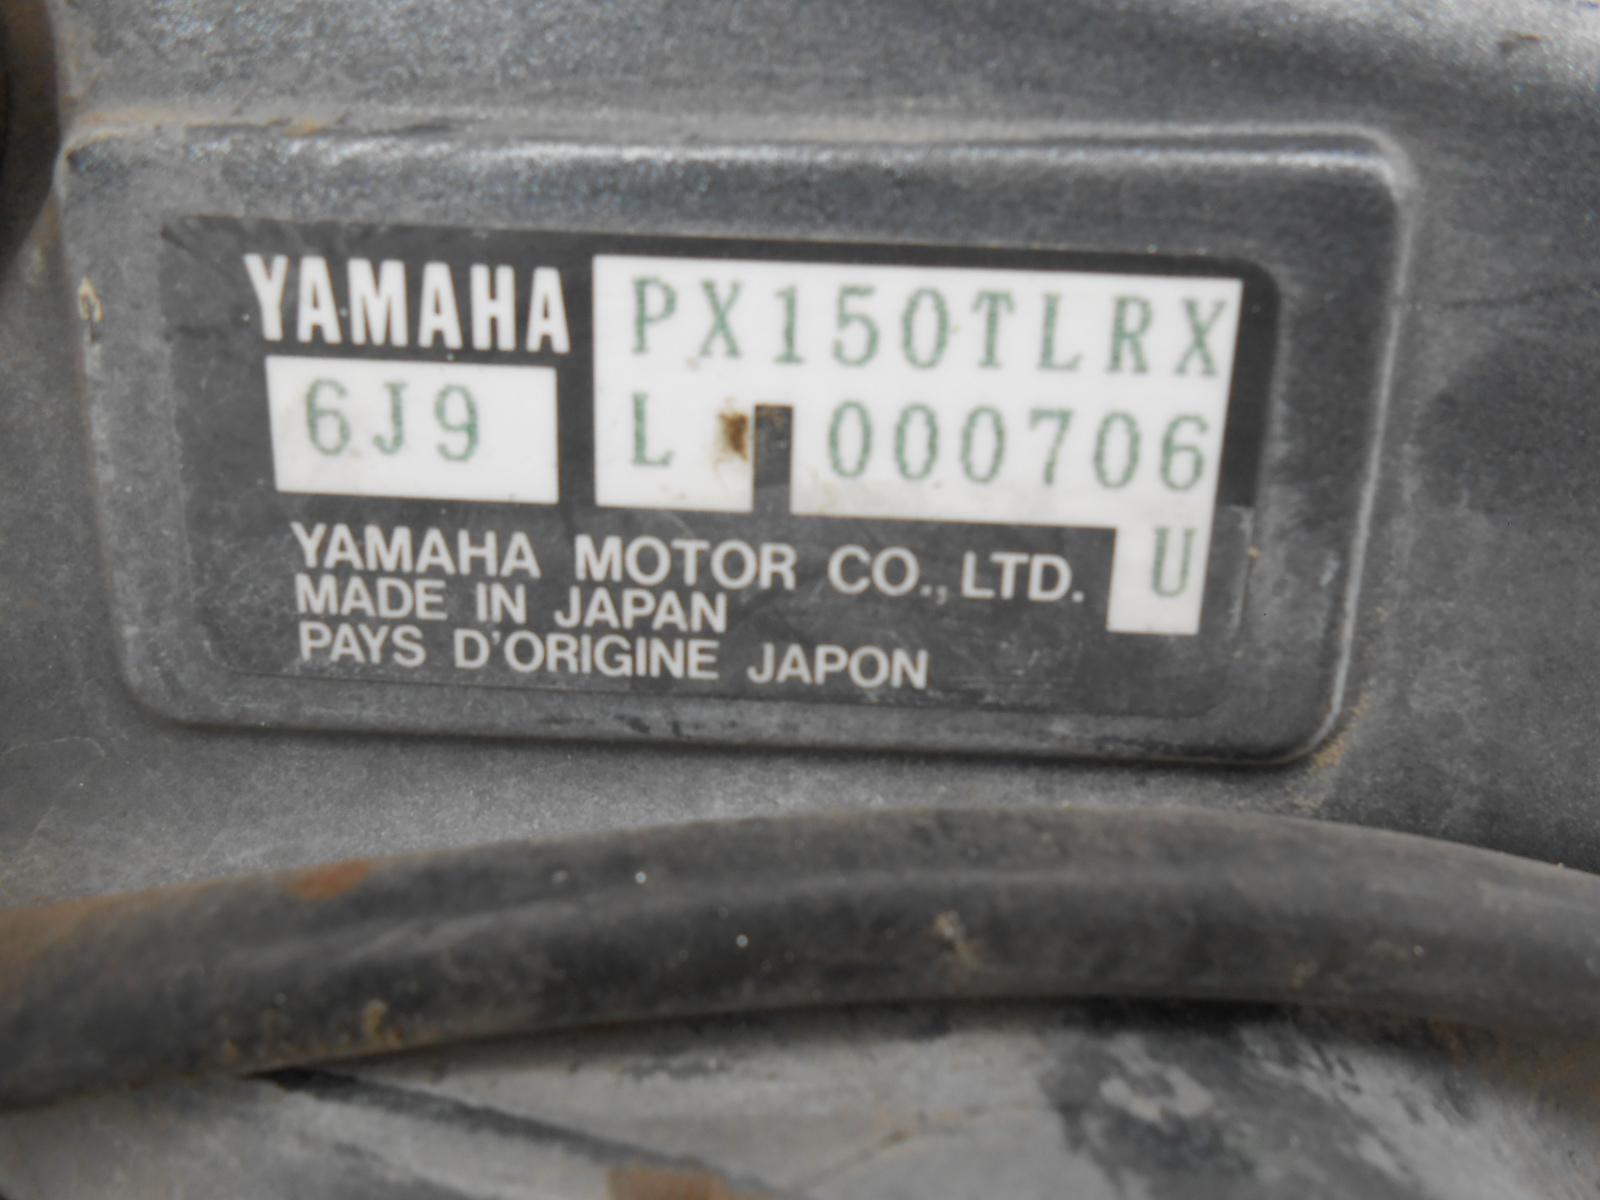 YAMAHA PX150TLRX
6J9 L 000706
U
YAMAHA MOTOR CO., LTD.
MADE IN JAPAN
PAYS D'ORIGINE JAPON